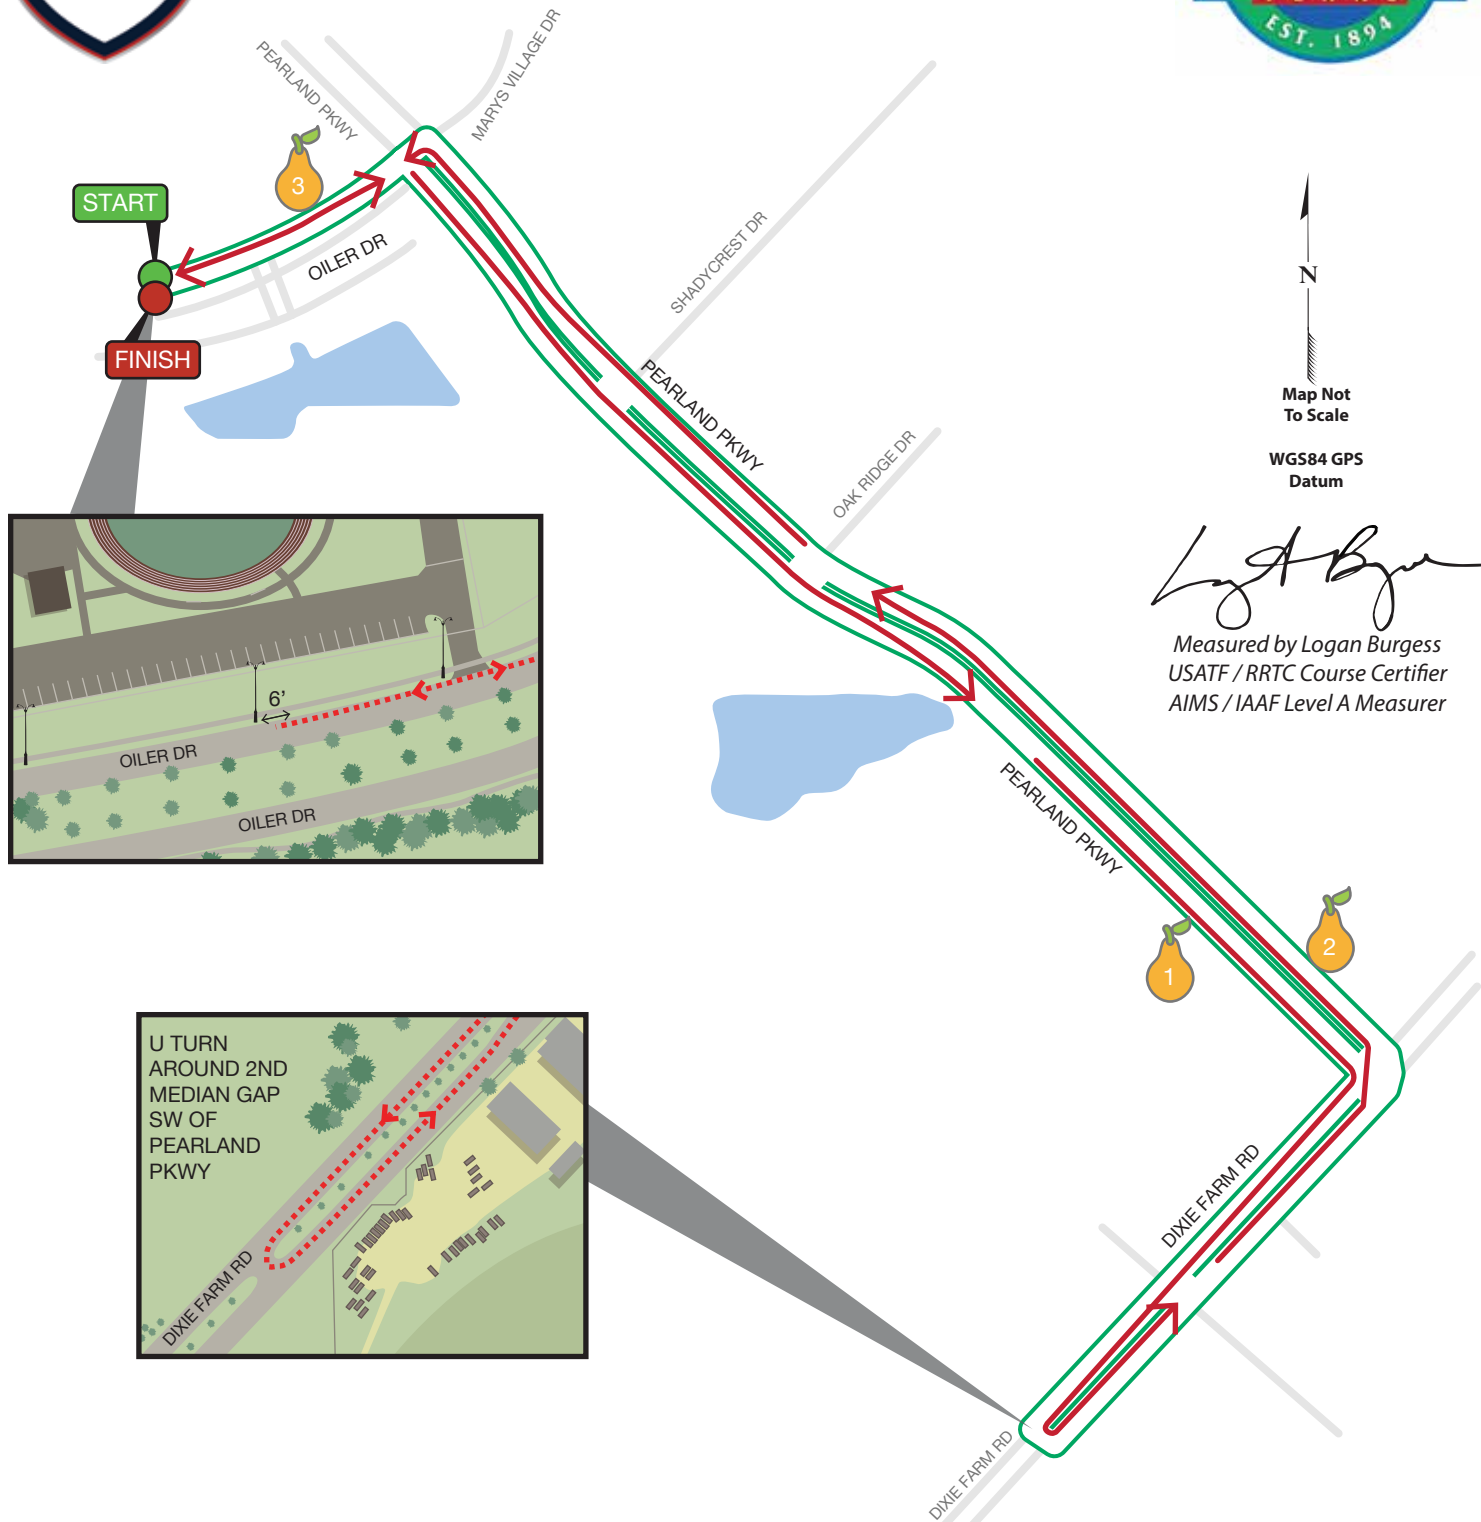 EST. 1894
PEARLAND PKWY
MARYS VILLAGE DR
3
START
OILER DR
SHADYCREST DR
FINISH
PEARLAND PKWY
OAK RIDGE DR
N
Map Not
To Scale
WGS84 GPS
Datum
Measured by Logan Burgess
USATF / RRTC Course Certifier
AIMS / IAAF Level A Measurer
6’
OILER DR
OILER DR
PEARLAND PKWY
1
2
U TURN
AROUND 2ND
MEDIAN GAP
SW OF
PEARLAND
PKWY
DIXIE FARM RD
DIXIE FARM RD
DIXIE FARM RD